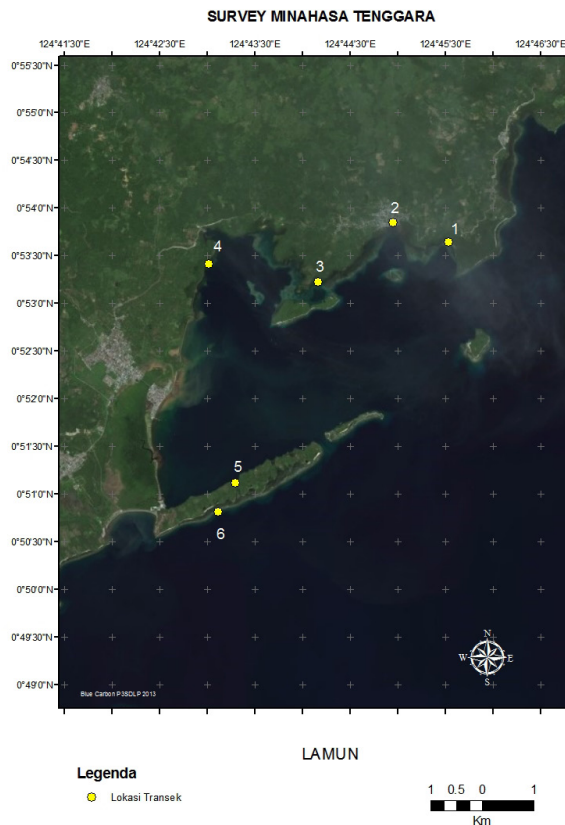 SURVEY MINAHASA TENGGARA
124°41'30"E 124°42'30"E 124°43'30"E 124°44'30"E 124°45'30"E 124°46'30"E
0°55'30"N
0°55'0"N
0°54'30"N
0°54'0"N
2
1
0°53'30"N
4
3
0°53'0"N
0°52'30"N
0°52'0"N
0°51'30"N
5
0°51'0"N
6
0°50'30"N
0°50'0"N
0°49'30"N
N
W E
S
0°49'0"N
Blue Carbon P3SDLP 2013
LAMUN
Legenda
Lokasi Transek
1 0.5 0 1
Km